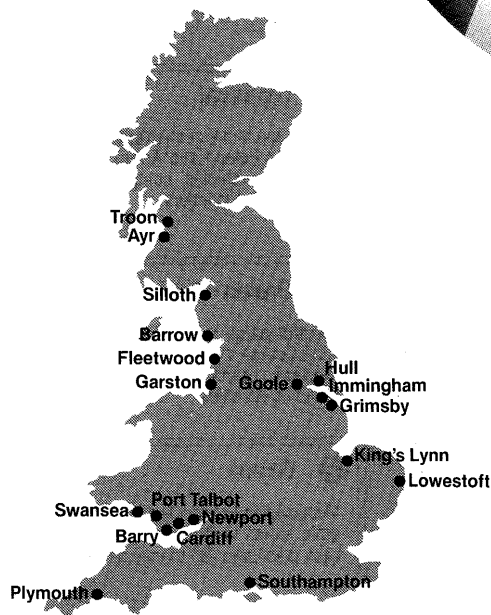 Troon
Ayr
Silloth
Barrow
Fleetwood
Garston
Goole
Hull
Immingham
Grimsby
King's Lynn
Lowestoft
Swansea
Port Talbot
Newport
Barry
Cardiff
Southampton
Plymouth